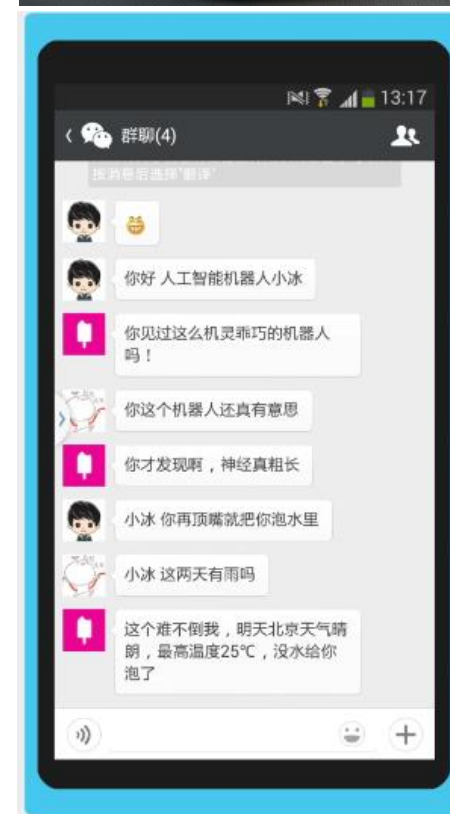 13:17
群聊(4)
按消息后选择"翻译"
你好 人工智能机器人小冰
你见过这么机灵乖巧的机器人
吗！
你这个机器人还真有意思
你才发现啊，神经真粗长
小冰 你再顶嘴就把你泡水里
小冰 这两天有雨吗
这个难不倒我，明天北京天气晴
朗，最高温度25℃，没水给你
泡了